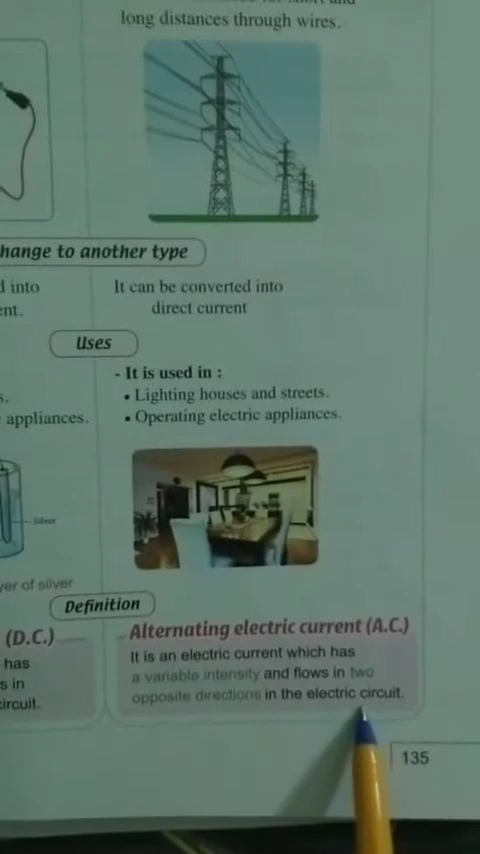 long distances through wires.
hange to another type
d into
ent.
It can be converted into
direct current
Uses
- It is used in :
• Lighting houses and streets.
• Operating electric appliances.
s.
appliances.
Silver
yer of silver
Definition
(D.C.)
has
s in
ircuit.
Alternating electric current (A.C.)
It is an electric current which has
a variable intensity and flows in two
opposite directions in the electric circuit.
135